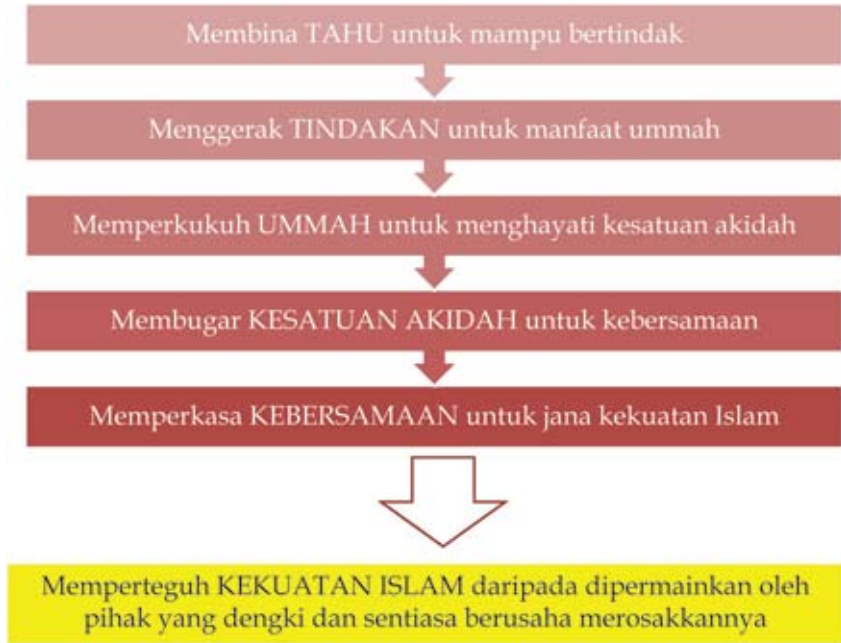 Membina TAHU untuk mampu bertindak
Menggerak TINDAKAN untuk manfaat ummah
Memperkukuh UMMAH untuk menghayati kesatuan akidah
Membugar KESATUAN AKIDAH untuk kebersamaan
Memperkasa KEBERSAMAAN untuk jana kekuatan Islam
Memperteguh KEKUATAN ISLAM daripada dipermainkan oleh
pihak yang dengki dan sentiasa berusaha merosakkannya